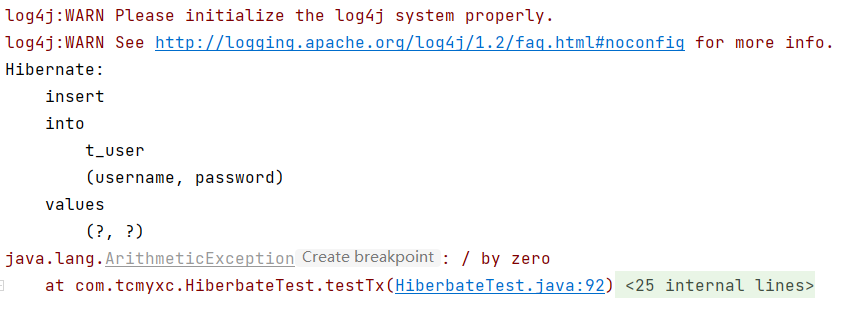 log4j:WARN Please initialize the log4j system properly.
log4j:WARN See http://logging.apache.org/log4j/1.2/faq.html#noconfig for more info.
Hibernate:
    insert
    into
        t_user
        (username, password)
    values
        (?, ?)
java.lang.ArithmeticException Create breakpoint : / by zero
    at com.tcmyxc.HiberbateTest.testTx(HiberbateTest.java:92) <25 internal lines>